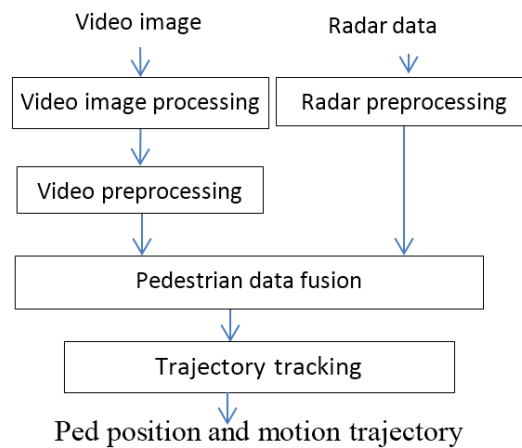 Video image
Radar data
Video image processing
Radar preprocessing
Video preprocessing
Pedestrian data fusion
Trajectory tracking
Ped position and motion trajectory